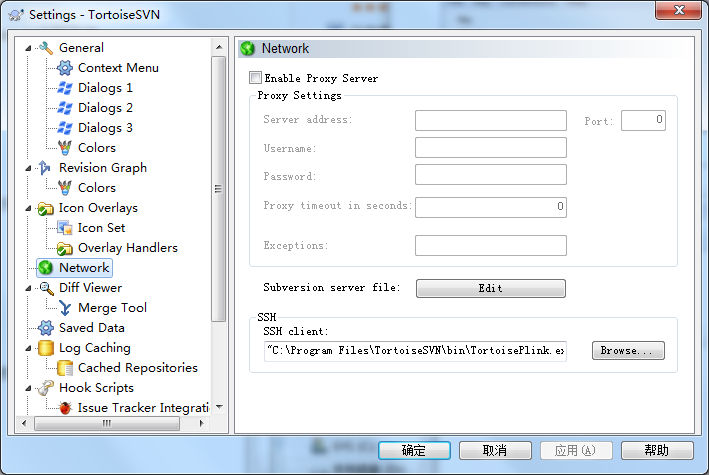 Settings - TortoiseSVN
General
Context Menu
Dialogs 1
Dialogs 2
Dialogs 3
Colors
Revision Graph
Colors
Icon Overlays
Icon Set
Overlay Handlers
Network
Diff Viewer
Merge Tool
Saved Data
Log Caching
Cached Repositories
Hook Scripts
Issue Tracker Integratio
Network
Enable Proxy Server
Proxy Settings
Server address:
Port: 0
Username:
Password:
Proxy timeout in seconds: 0
Exceptions:
Subversion server file: Edit
SSH
SSH client:
"C:\Program Files\TortoiseSVN\bin\TortoisePlink.ex
Browse...
确定 取消 应用(A) 帮助